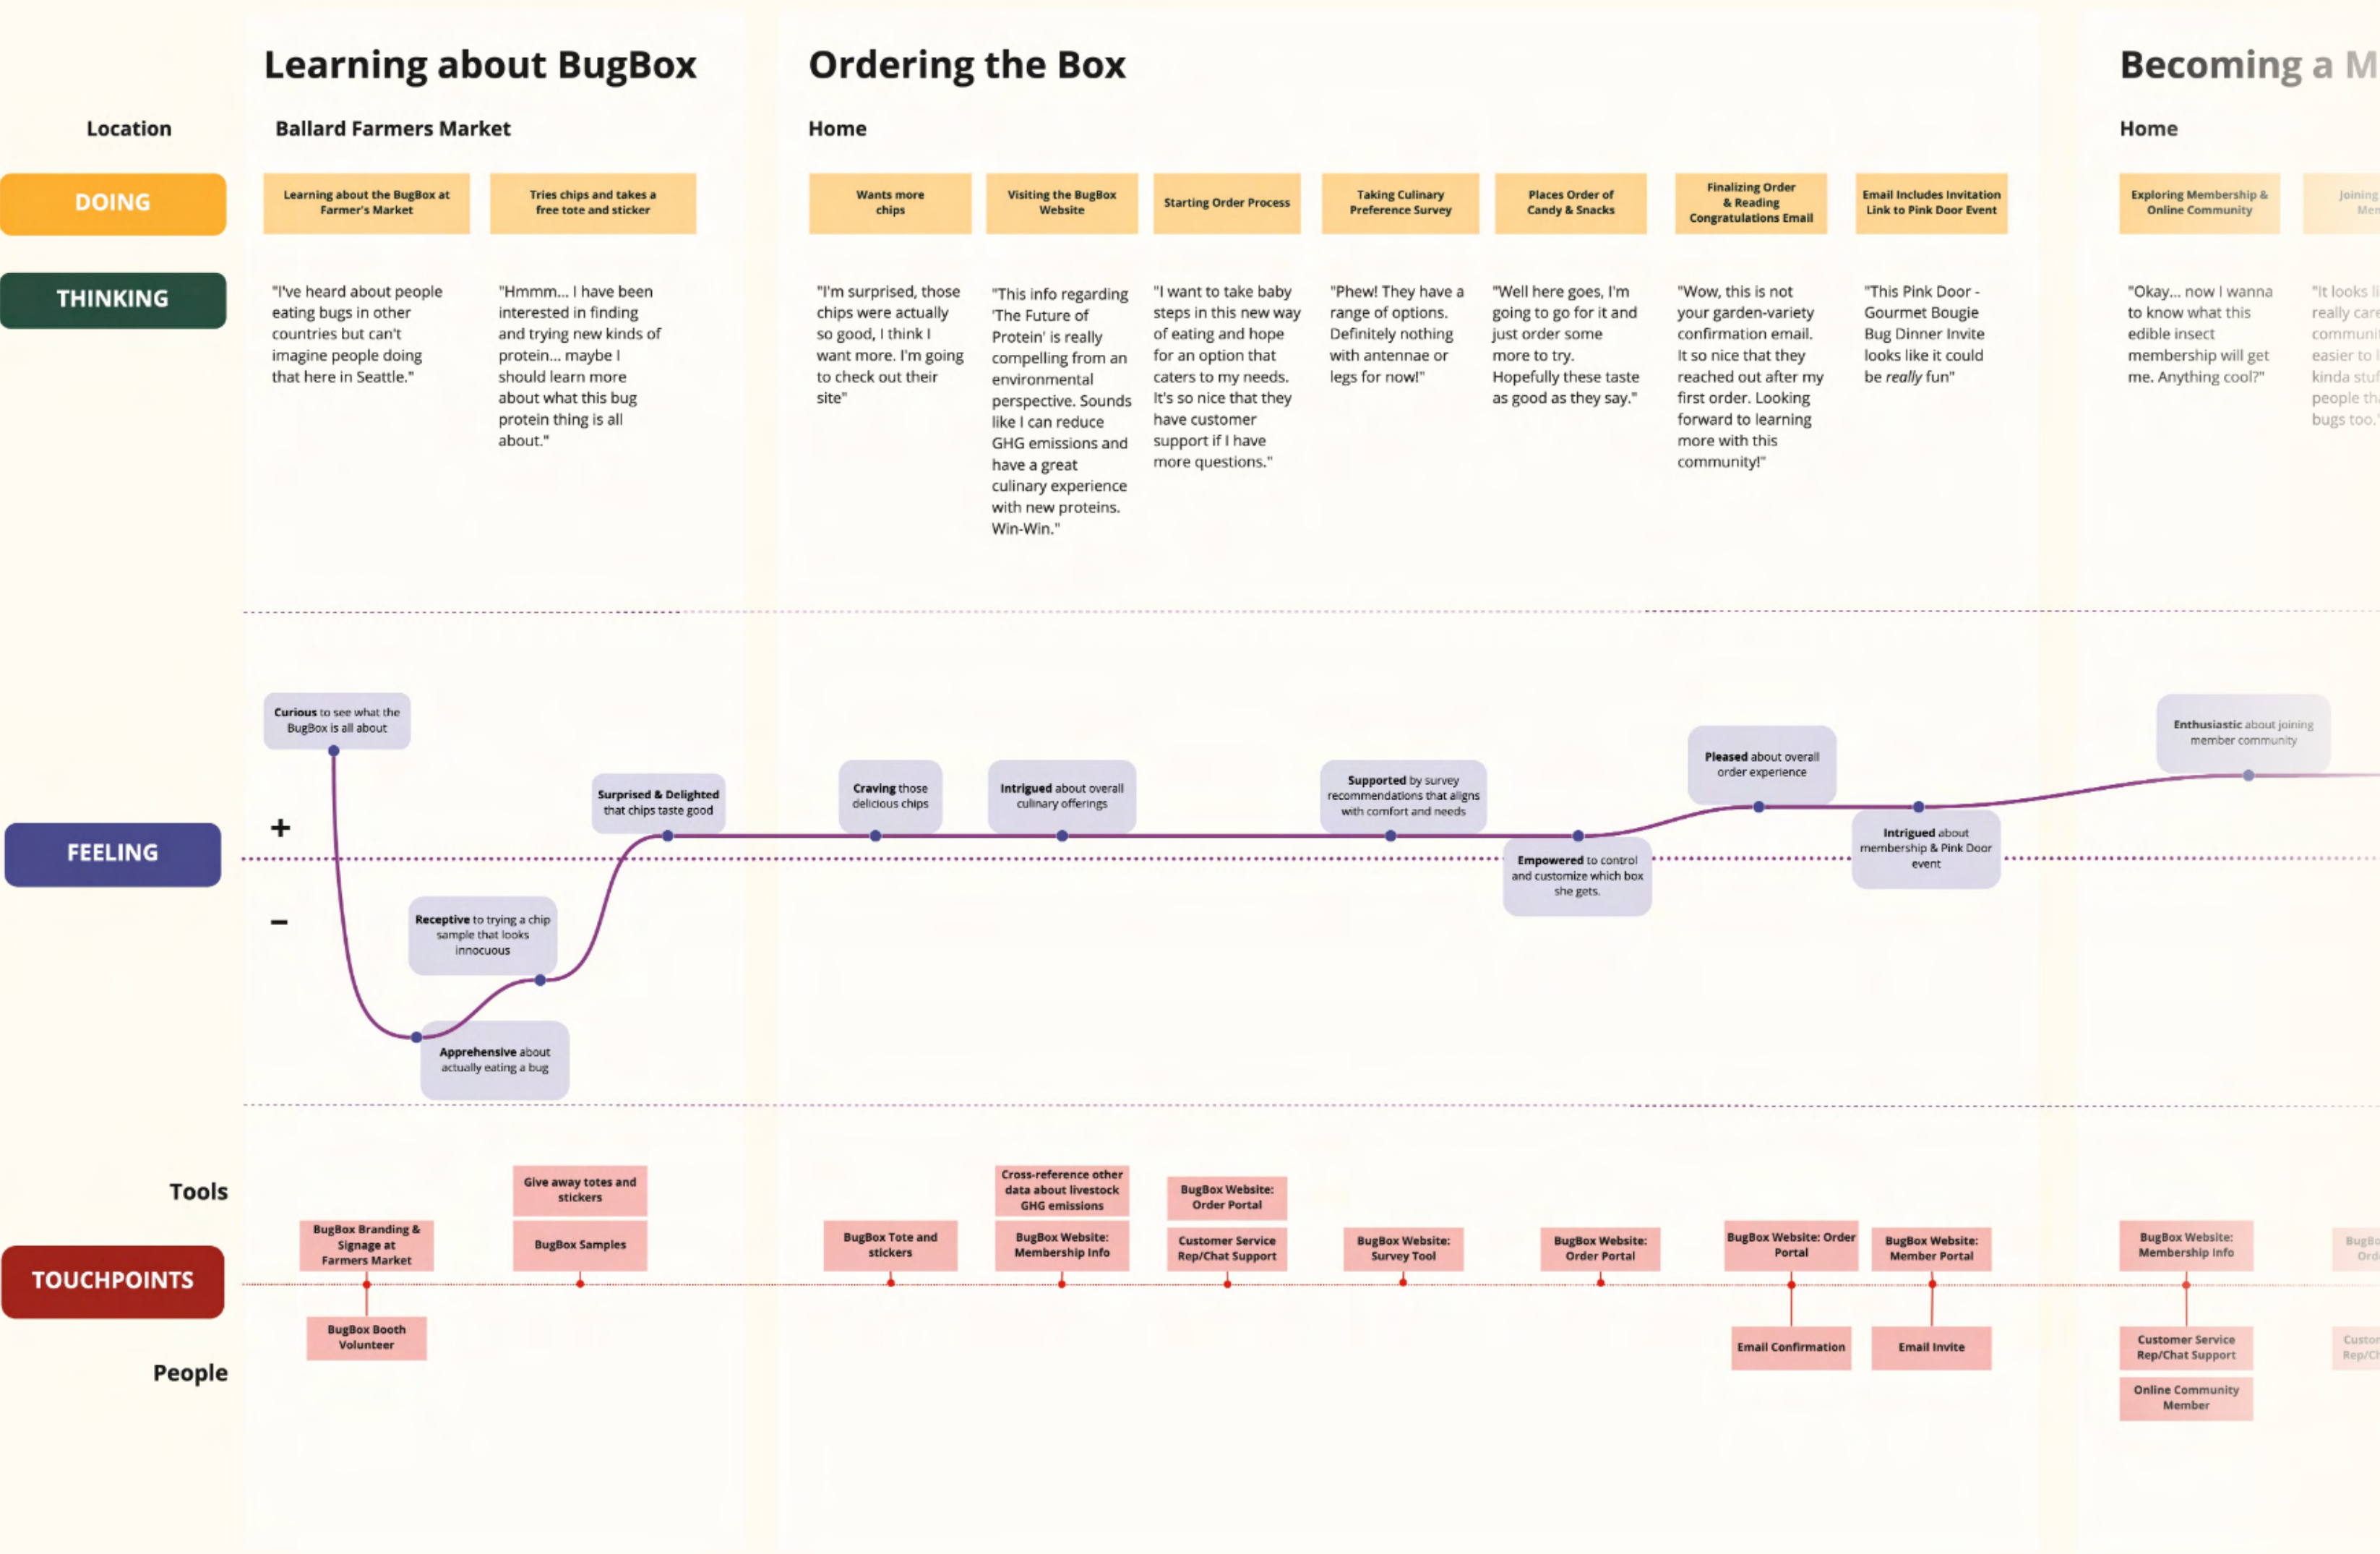 Learning about BugBox
Ordering the Box
Becoming a M
Location
Ballard Farmers Market
Home
Home
DOING
Learning about the BugBox at
Farmer's Market
Tries chips and takes a
free tote and sticker
Wants more
chips
Visiting the BugBox
Website
Starting Order Process
Taking Culinary
Preference Survey
Places Order of
Candy & Snacks
Finalizing Order
& Reading
Congratulations Email
Email Includes Invitation
Link to Pink Door Event
Exploring Membership &
Online Community
Joining
THINKING
"I've heard about people
eating bugs in other
countries but can't
imagine people doing
that here in Seattle."
"Hmmm... I have been
interested in finding
and trying new kinds of
protein... maybe I
should learn more
about what this bug
protein thing is all
about."
"I'm surprised, those
chips were actually
so good, I think I
want more. I'm going
to check out their
site"
"This info regarding
'The Future of
Protein' is really
compelling from an
environmental
perspective. Sounds
like I can reduce
GHG emissions and
have a great
culinary experience
with new proteins.
Win-Win."
"I want to take baby
steps in this new way
of eating and hope
for an option that
caters to my needs.
It's so nice that they
have customer
support if I have
more questions."
"Phew! They have a
range of options.
Definitely nothing
with antennae or
legs for now!"
"Well here goes, I'm
going to go for it and
just order some
more to try.
Hopefully these taste
as good as they say."
"Wow, this is not
your garden-variety
confirmation email.
It so nice that they
reached out after my
first order. Looking
forward to learning
more with this
community!"
"This Pink Door -
Gourmet Bougie
Bug Dinner Invite
looks like it could
be really fun"
"Okay... now I wanna
to know what this
edible insect
membership will get
me. Anything cool?"
"It looks
really
easier to
kinda
people
bugs too."
FEELING
+
−
Curious to see what the
BugBox is all about
Apprehensive about
actually eating a bug
Receptive to trying a chip
sample that looks
innocuous
Surprised & Delighted
that chips taste good
Craving those
delicious chips
Intrigued about overall
culinary offerings
Supported by survey
recommendations that aligns
with comfort and needs
Empowered to control
and customize which box
she gets.
Pleased about overall
order experience
Intrigued about
membership & Pink Door
event
Enthusiastic about joining
member community
Tools
TOUCHPOINTS
People
BugBox Branding &
Signage at
Farmers Market
BugBox Booth
Volunteer
Give away totes and
stickers
BugBox Samples
BugBox Tote and
stickers
Cross-reference other
data about livestock
GHG emissions
BugBox Website:
Membership Info
BugBox Website:
Order Portal
Customer Service
Rep/Chat Support
BugBox Website:
Survey Tool
BugBox Website:
Order Portal
BugBox Website: Order
Portal
Email Confirmation
BugBox Website:
Member Portal
Email Invite
BugBox Website:
Membership Info
Customer Service
Rep/Chat Support
Online Community
Member